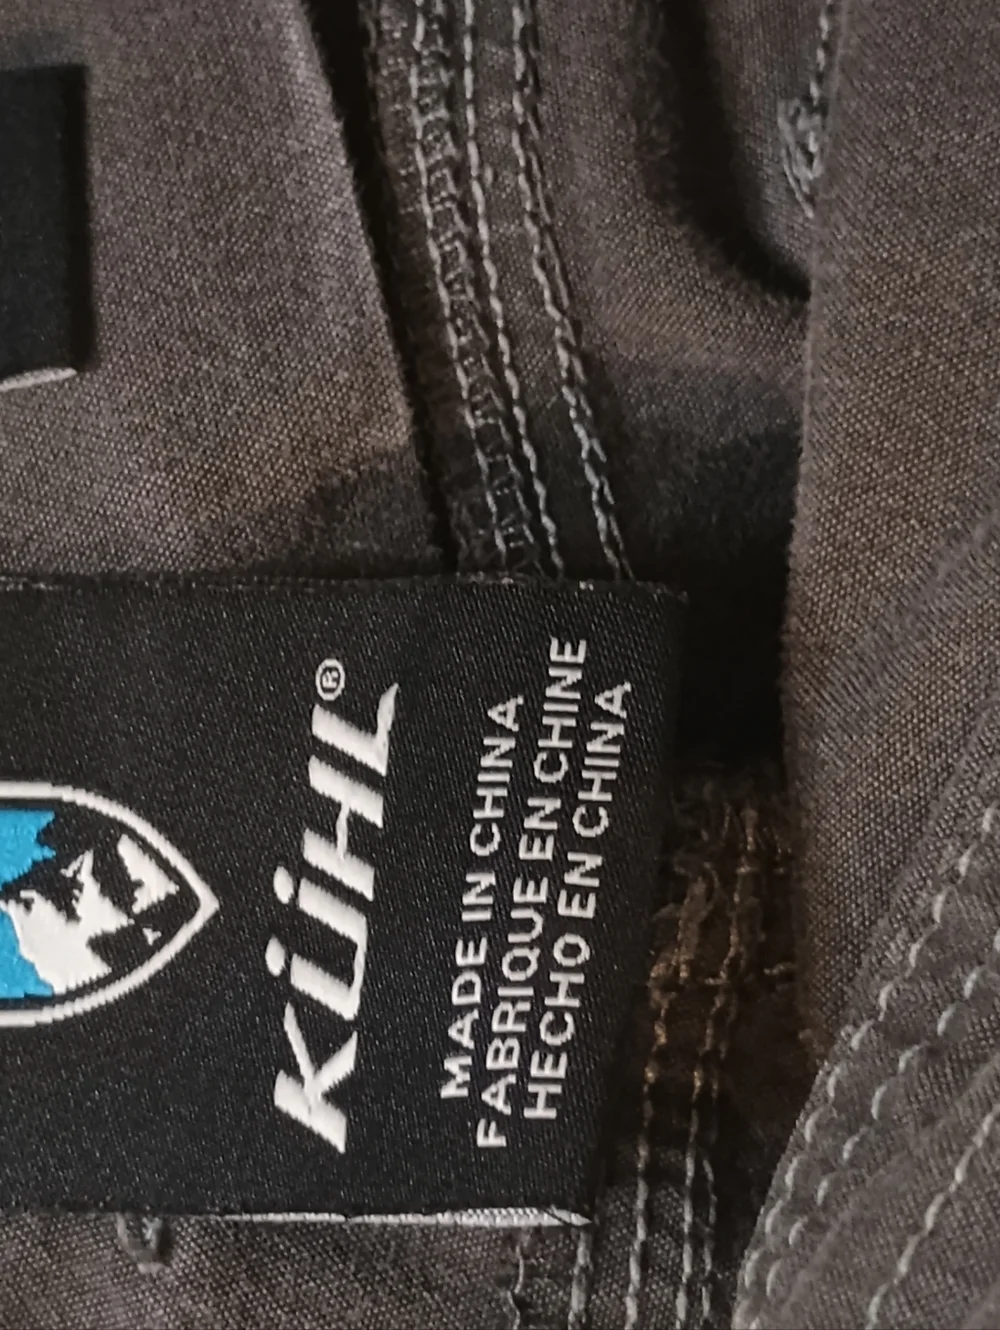 KÜHL®
MADE IN CHINA
FABRIQUE EN CHINE
HECHO EN CHINA